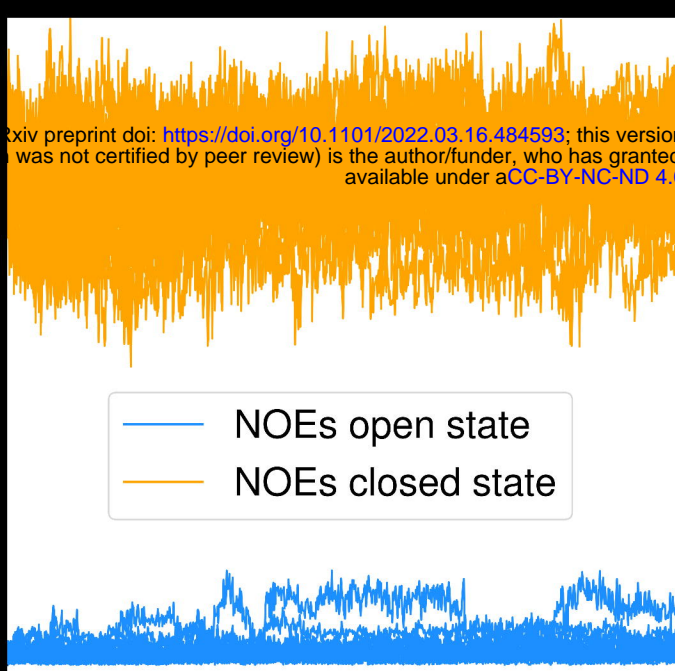 Rxiv preprint doi: https://doi.org/10.1101/2022.03.16.484593; this version
was not certified by peer review) is the author/funder, who has granted
available under aCC-BY-NC-ND 4.0
NOEs open state
NOEs closed state